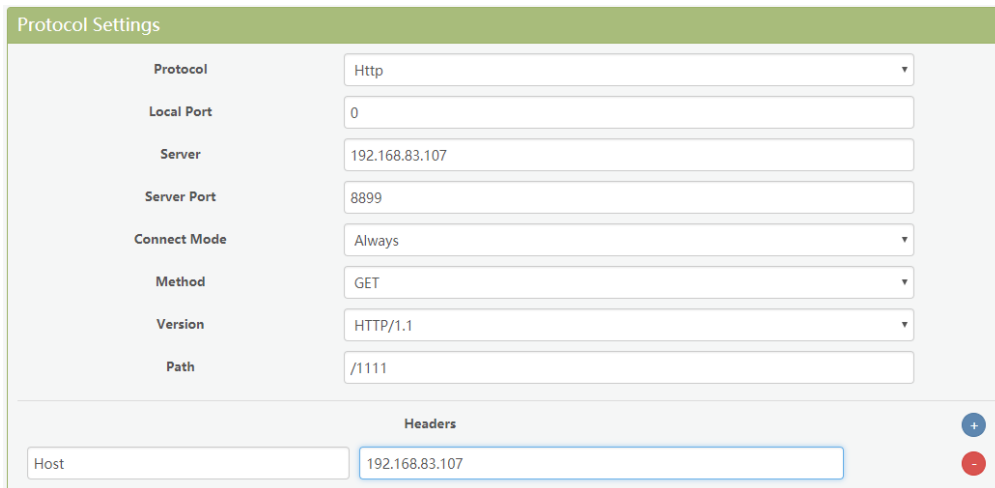 Protocol Settings
Protocol Http
Local Port 0
Server 192.168.83.107
Server Port 8899
Connect Mode Always
Method GET
Version HTTP/1.1
Path /1111
Headers +
Host 192.168.83.107 -